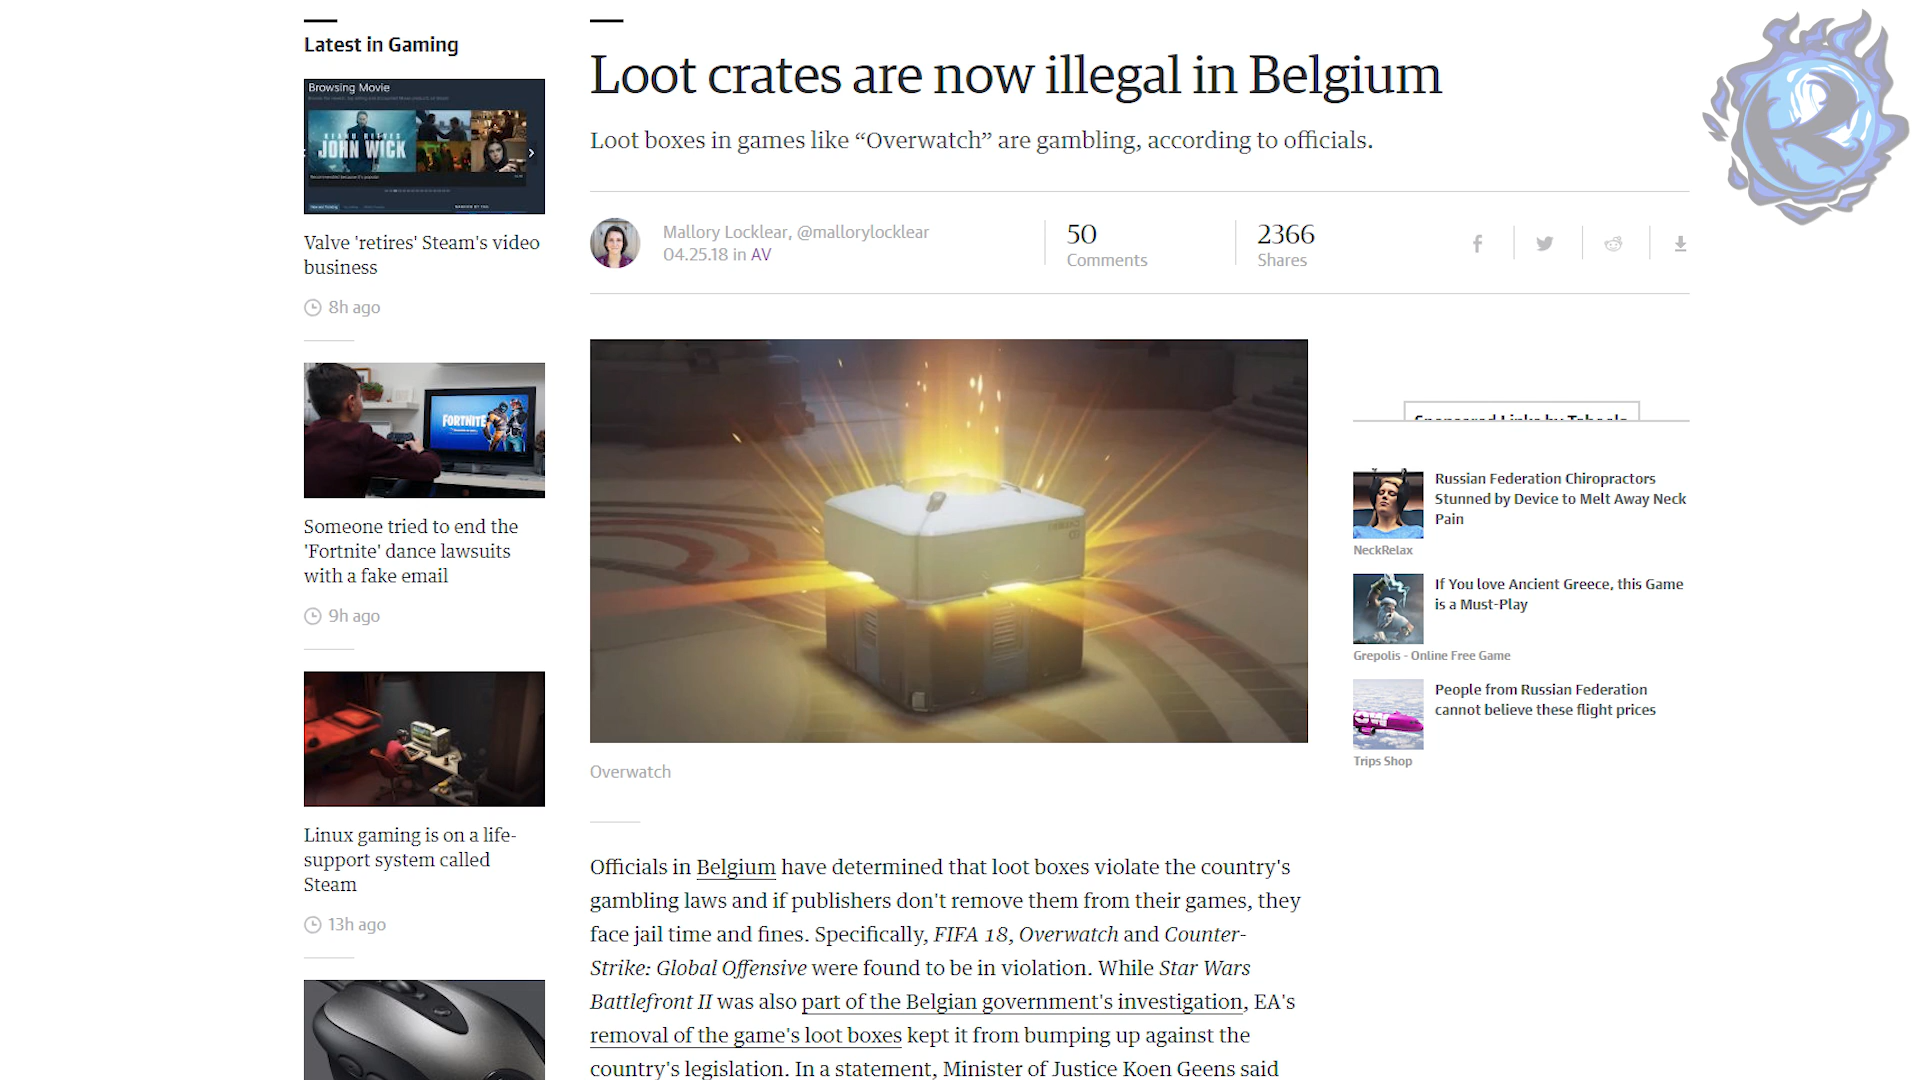 Latest in Gaming
Browsing Movie
KEANU REEVES
JOHN WICK
Valve 'retires' Steam's video
business
8h ago
FORTNITE
Someone tried to end the
'Fortnite' dance lawsuits
with a fake email
9h ago
Linux gaming is on a life-
support system called
Steam
13h ago
Loot crates are now illegal in Belgium
Loot boxes in games like “Overwatch” are gambling, according to officials.
Mallory Locklear, @mallorylocklear
04.25.18 in AV
50
Comments
2366
Shares
Overwatch
Officials in Belgium have determined that loot boxes violate the country's
gambling laws and if publishers don't remove them from their games, they
face jail time and fines. Specifically, FIFA 18, Overwatch and Counter-
Strike: Global Offensive were found to be in violation. While Star Wars
Battlefront II was also part of the Belgian government's investigation, EA's
removal of the game's loot boxes kept it from bumping up against the
country's legislation. In a statement, Minister of Justice Koen Geens said
Sponsored Links by Taboola
Russian Federation Chiropractors
Stunned by Device to Melt Away Neck
Pain
NeckRelax
If You love Ancient Greece, this Game
is a Must-Play
Grepolis - Online Free Game
People from Russian Federation
cannot believe these flight prices
Trips Shop